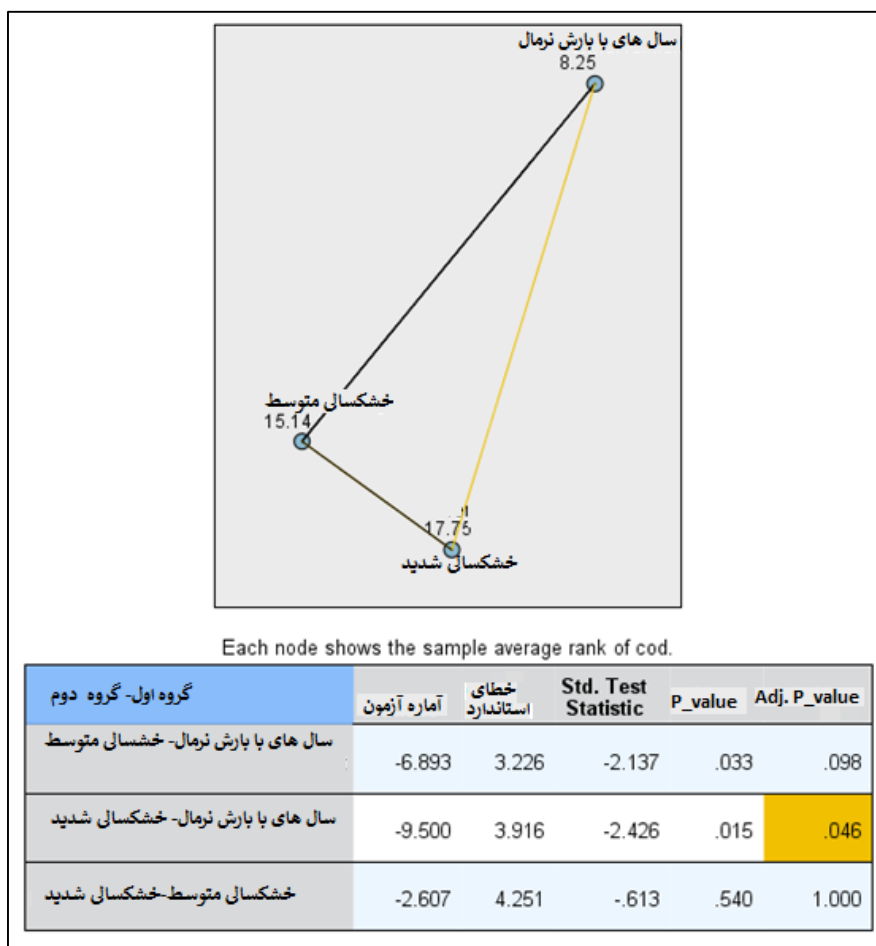 سال های با بارش نرمال
8.25
خشکسالی متوسط
15.14
17.75
خشکسالی شدید
Each node shows the sample average rank of cod.
گروه اول- گروه دوم آماره آزمون خطای استاندارد Std. Test Statistic P_value Adj. P_value
سال های با بارش نرمال- خشسالی متوسط -6.893 3.226 -2.137 .033 .098
سال های با بارش نرمال- خشکسالی شدید -9.500 3.916 -2.426 .015 .046
خشکسالی متوسط-خشکسالی شدید -2.607 4.251 -.613 .540 1.000